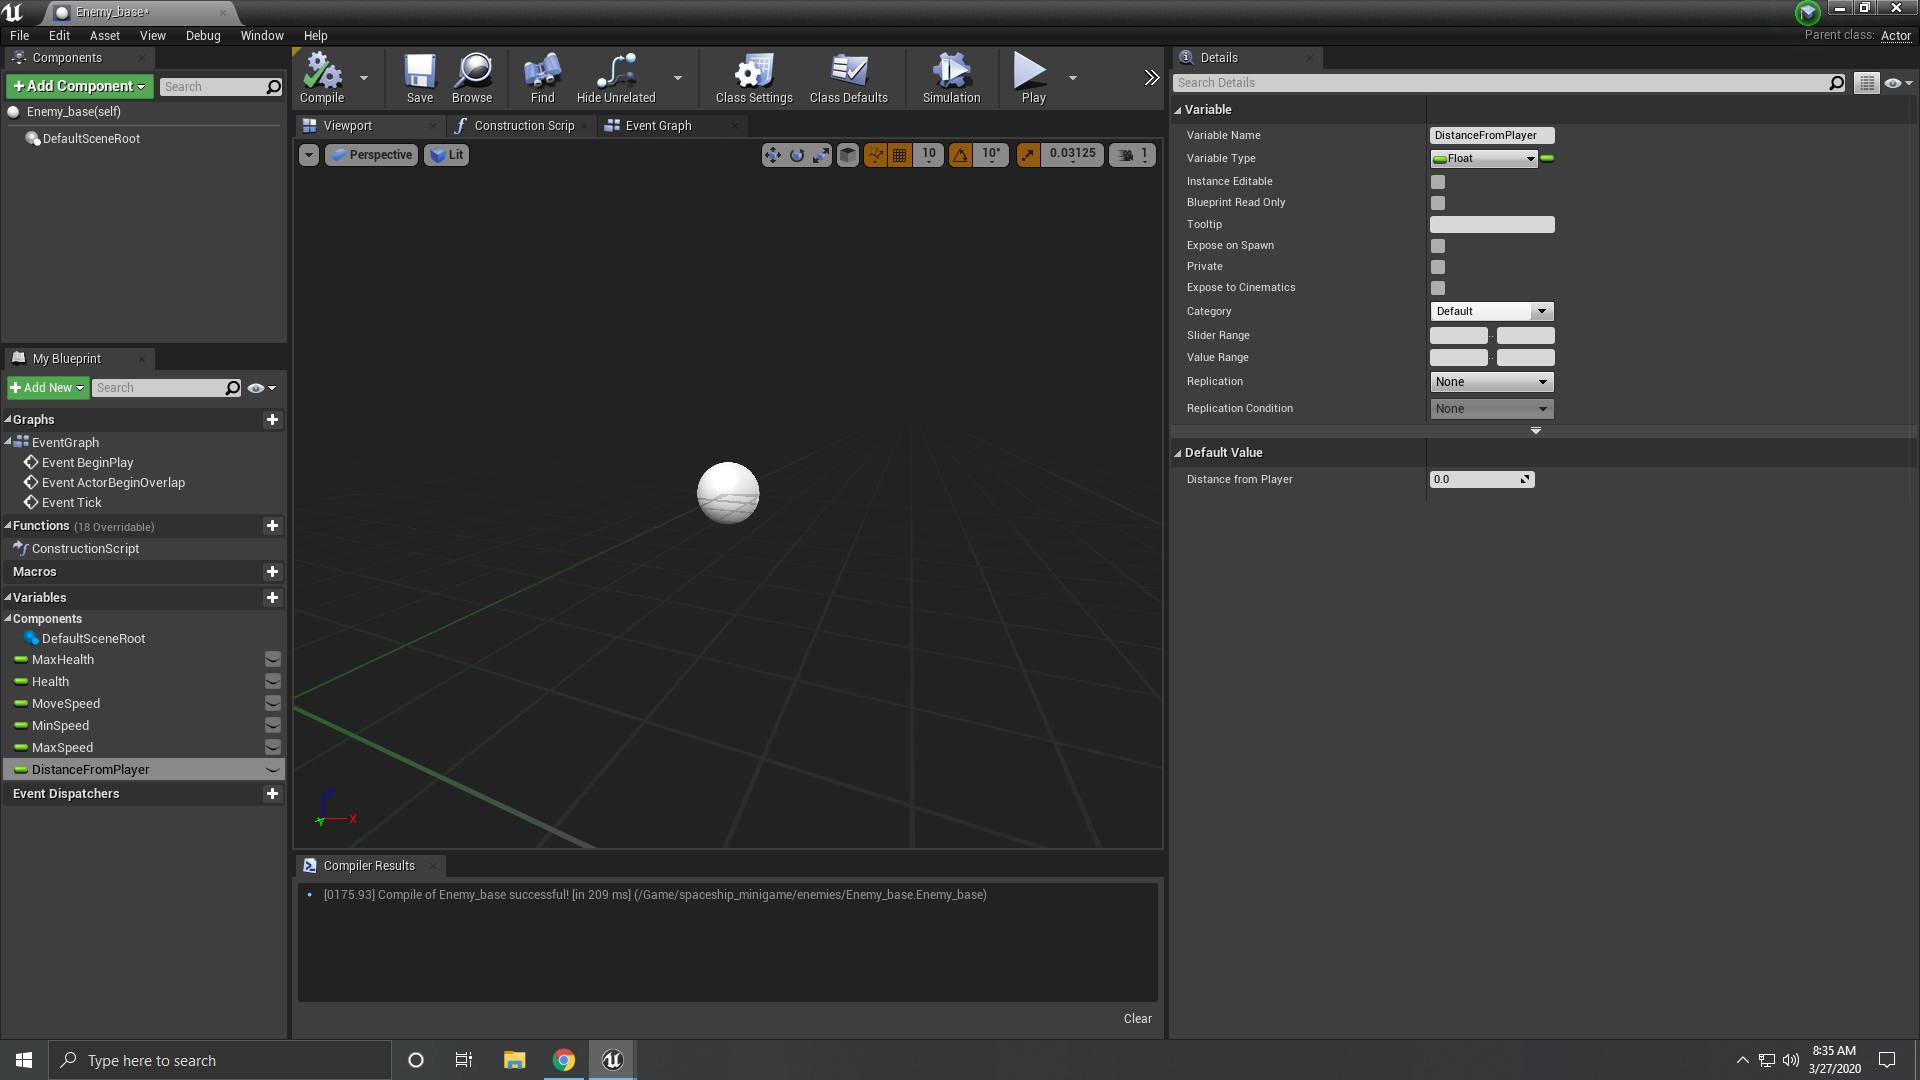 Enemy_base*
File Edit Asset View Debug Window Help
Parent class: Actor
Components
+ Add Component
Search
Enemy_base(self)
DefaultSceneRoot
Compile
Save
Browse
Find
Hide Unrelated
Class Settings
Class Defaults
Simulation
Play
Viewport
Construction Scrip
Event Graph
Perspective
Lit
10
10°
0.03125
1
X
My Blueprint
+ Add New
Search
Graphs
EventGraph
Event BeginPlay
Event ActorBeginOverlap
Event Tick
Functions (18 Overridable)
ConstructionScript
Macros
Variables
Components
DefaultSceneRoot
MaxHealth
Health
MoveSpeed
MinSpeed
MaxSpeed
DistanceFromPlayer
Event Dispatchers
Compiler Results
[0175.93] Compile of Enemy_base successful! [in 209 ms] (/Game/spaceship_minigame/enemies/Enemy_base.Enemy_base)
Clear
Details
Search Details
Variable
Variable Name DistanceFromPlayer
Variable Type Float
Instance Editable
Blueprint Read Only
Tooltip
Expose on Spawn
Private
Expose to Cinematics
Category Default
Slider Range
Value Range
Replication None
Replication Condition None
Default Value
Distance from Player 0.0
Type here to search
8:35 AM
3/27/2020